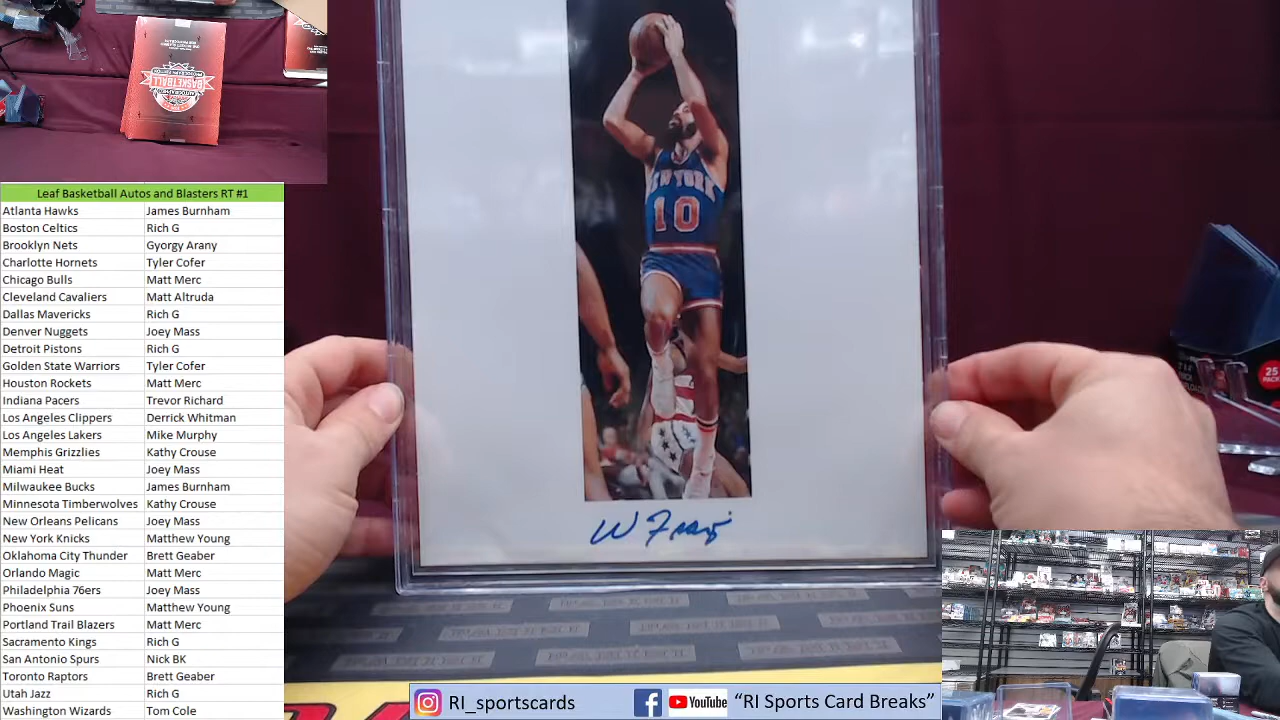 BASKETBALL
Leaf Basketball Autos and Blasters RT #1
Atlanta Hawks James Burnham
Boston Celtics Rich G
Brooklyn Nets Gyorgy Arany
Charlotte Hornets Tyler Cofer
Chicago Bulls Matt Merc
Cleveland Cavaliers Matt Altruda
Dallas Mavericks Rich G
Denver Nuggets Joey Mass
Detroit Pistons Rich G
Golden State Warriors Tyler Cofer
Houston Rockets Matt Merc
Indiana Pacers Trevor Richard
Los Angeles Clippers Derrick Whitman
Los Angeles Lakers Mike Murphy
Memphis Grizzlies Kathy Crouse
Miami Heat Joey Mass
Milwaukee Bucks James Burnham
Minnesota Timberwolves Kathy Crouse
New Orleans Pelicans Joey Mass
New York Knicks Matthew Young
Oklahoma City Thunder Brett Geaber
Orlando Magic Matt Merc
Philadelphia 76ers Joey Mass
Phoenix Suns Matthew Young
Portland Trail Blazers Matt Merc
Sacramento Kings Rich G
San Antonio Spurs Nick BK
Toronto Raptors Brett Geaber
Utah Jazz Rich G
Washington Wizards Tom Cole
NEW YORK
10
W Frazier
25
PACK
RI_sportscards
YouTube
"RI Sports Card Breaks"